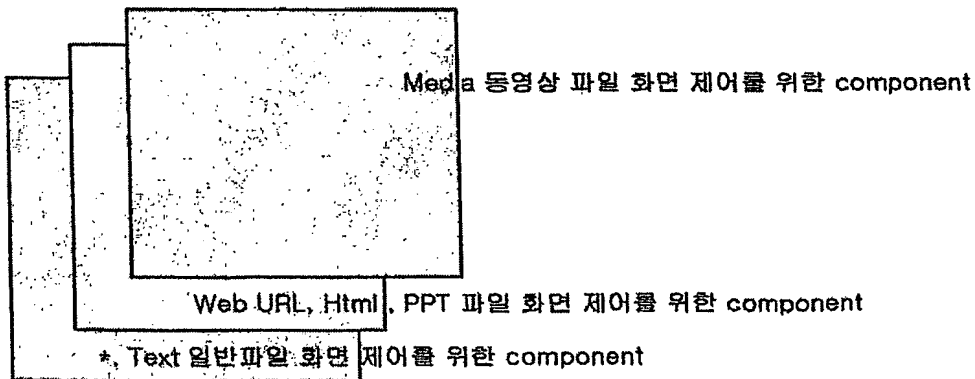 Media 동영상 파일 화면 제어를 위한 component
Web URL, Html, PPT 파일 화면 제어를 위한 component
*, Text 일반파일 화면 제어를 위한 component